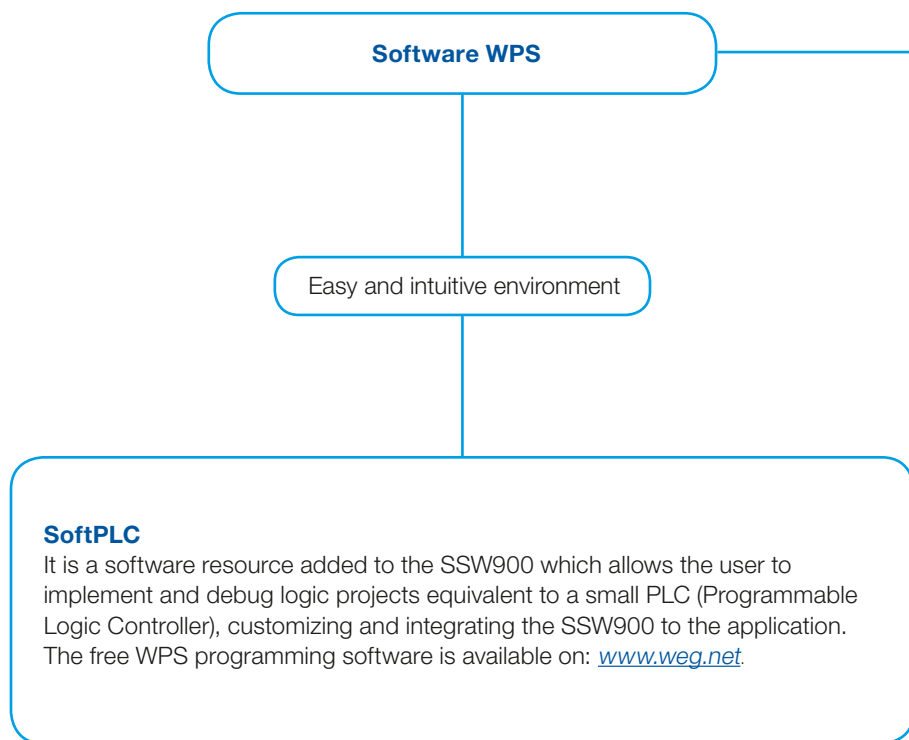 Software WPS
Easy and intuitive environment
SoftPLC
It is a software resource added to the SSW900 which allows the user to
implement and debug logic projects equivalent to a small PLC (Programmable
Logic Controller), customizing and integrating the SSW900 to the application.
The free WPS programming software is available on: www.weg.net.